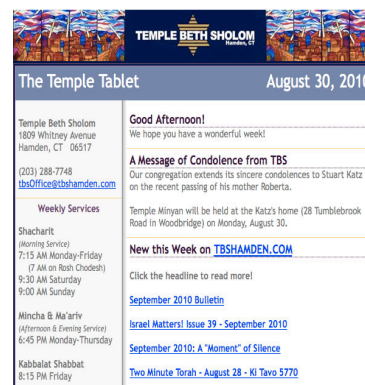 TEMPLE BETH SHOLOM
Hamden, CT
The Temple Tablet August 30, 2010
Temple Beth Sholom
1809 Whitney Avenue
Hamden, CT 06517
(203) 288-7748
tbsOffice@tbshamden.com
Weekly Services
Shacharit
(Morning Service)
7:15 AM Monday-Friday
(7 AM on Rosh Chodesh)
9:30 AM Saturday
9:00 AM Sunday
Mincha & Ma'ariv
(Afternoon & Evening Service)
6:45 PM Monday-Thursday
Kabbalat Shabbat
8:15 PM Friday
Good Afternoon!
We hope you have a wonderful week!
A Message of Condolence from TBS
Our congregation extends its sincere condolences to Stuart Katz
on the recent passing of his mother Roberta.
Temple Minyan will be held at the Katz's home (28 Tumblebrook
Road in Woodbridge) on Monday, August 30.
New this Week on TBSHAMDEN.COM
Click the headline to read more!
September 2010 Bulletin
Israel Matters! Issue 39 - September 2010
September 2010: A "Moment" of Silence
Two Minute Torah - August 28 - Ki Tavo 5770